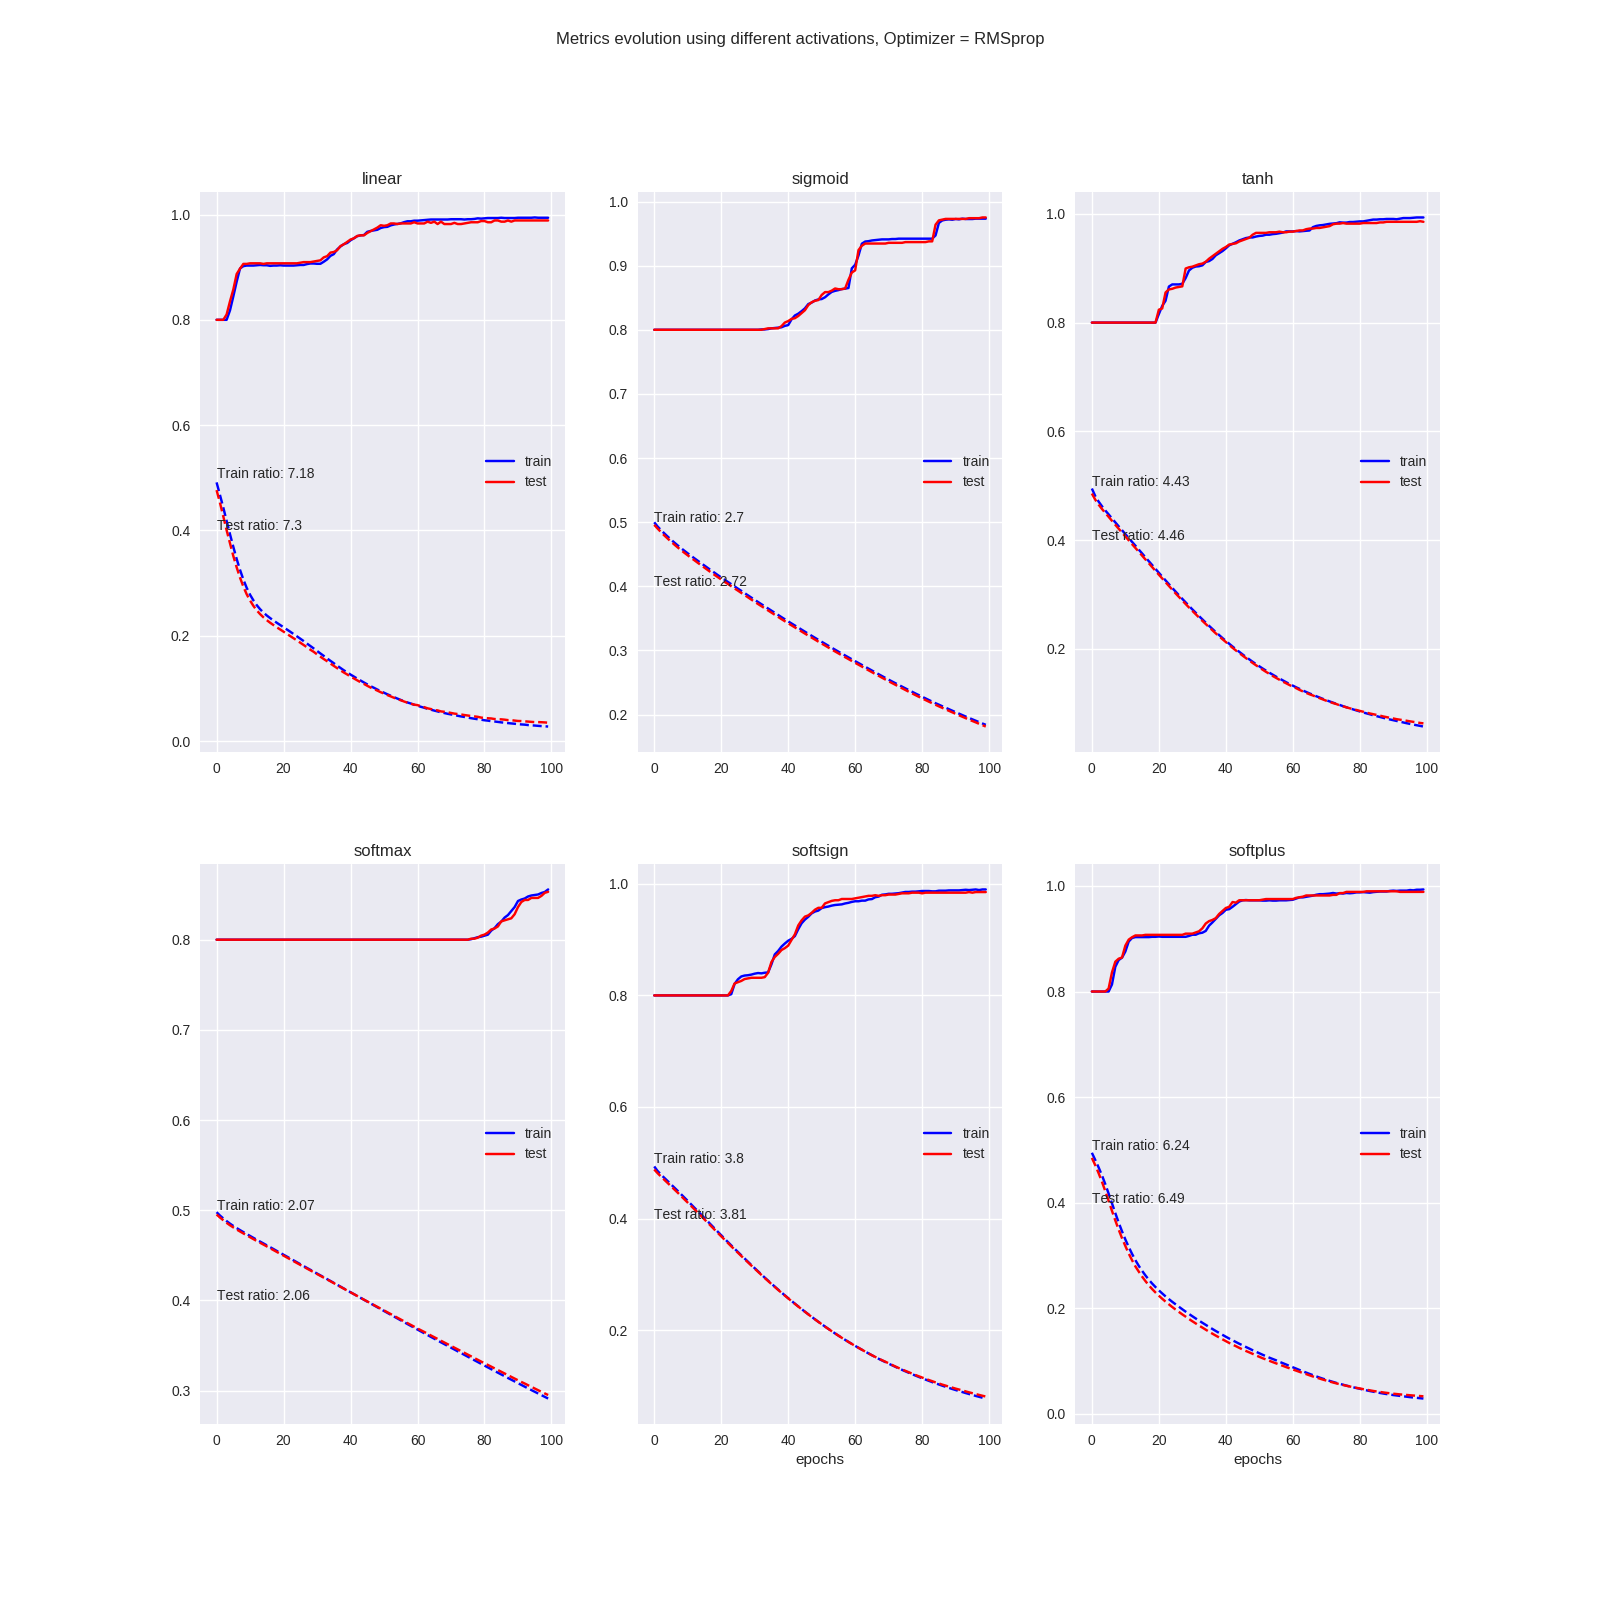 Metrics evolution using different activations, Optimizer = RMSprop
linear
1.0
0.8
0.6
0.4
0.2
0.0
Train ratio: 7.18
Test ratio: 7.3
train
test
0 20 40 60 80 100
sigmoid
1.0
0.9
0.8
0.7
0.6
0.5
0.4
0.3
0.2
Train ratio: 2.7
Test ratio: 2.72
train
test
0 20 40 60 80 100
tanh
1.0
0.8
0.6
0.4
0.2
Train ratio: 4.43
Test ratio: 4.46
train
test
0 20 40 60 80 100
softmax
0.8
0.7
0.6
0.5
0.4
0.3
Train ratio: 2.07
Test ratio: 2.06
train
test
0 20 40 60 80 100
softsign
1.0
0.8
0.6
0.4
0.2
Train ratio: 3.8
Test ratio: 3.81
train
test
0 20 40 60 80 100
epochs
softplus
1.0
0.8
0.6
0.4
0.2
0.0
Train ratio: 6.24
Test ratio: 6.49
train
test
0 20 40 60 80 100
epochs